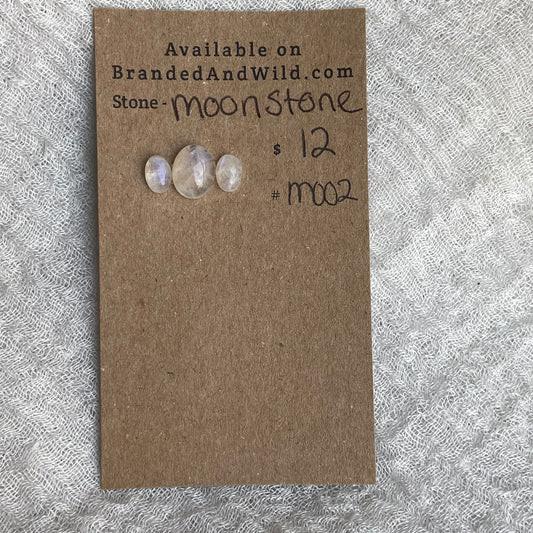 Available on
BrandedAndWild.com
Stone - moonstone
$ 12
# M002